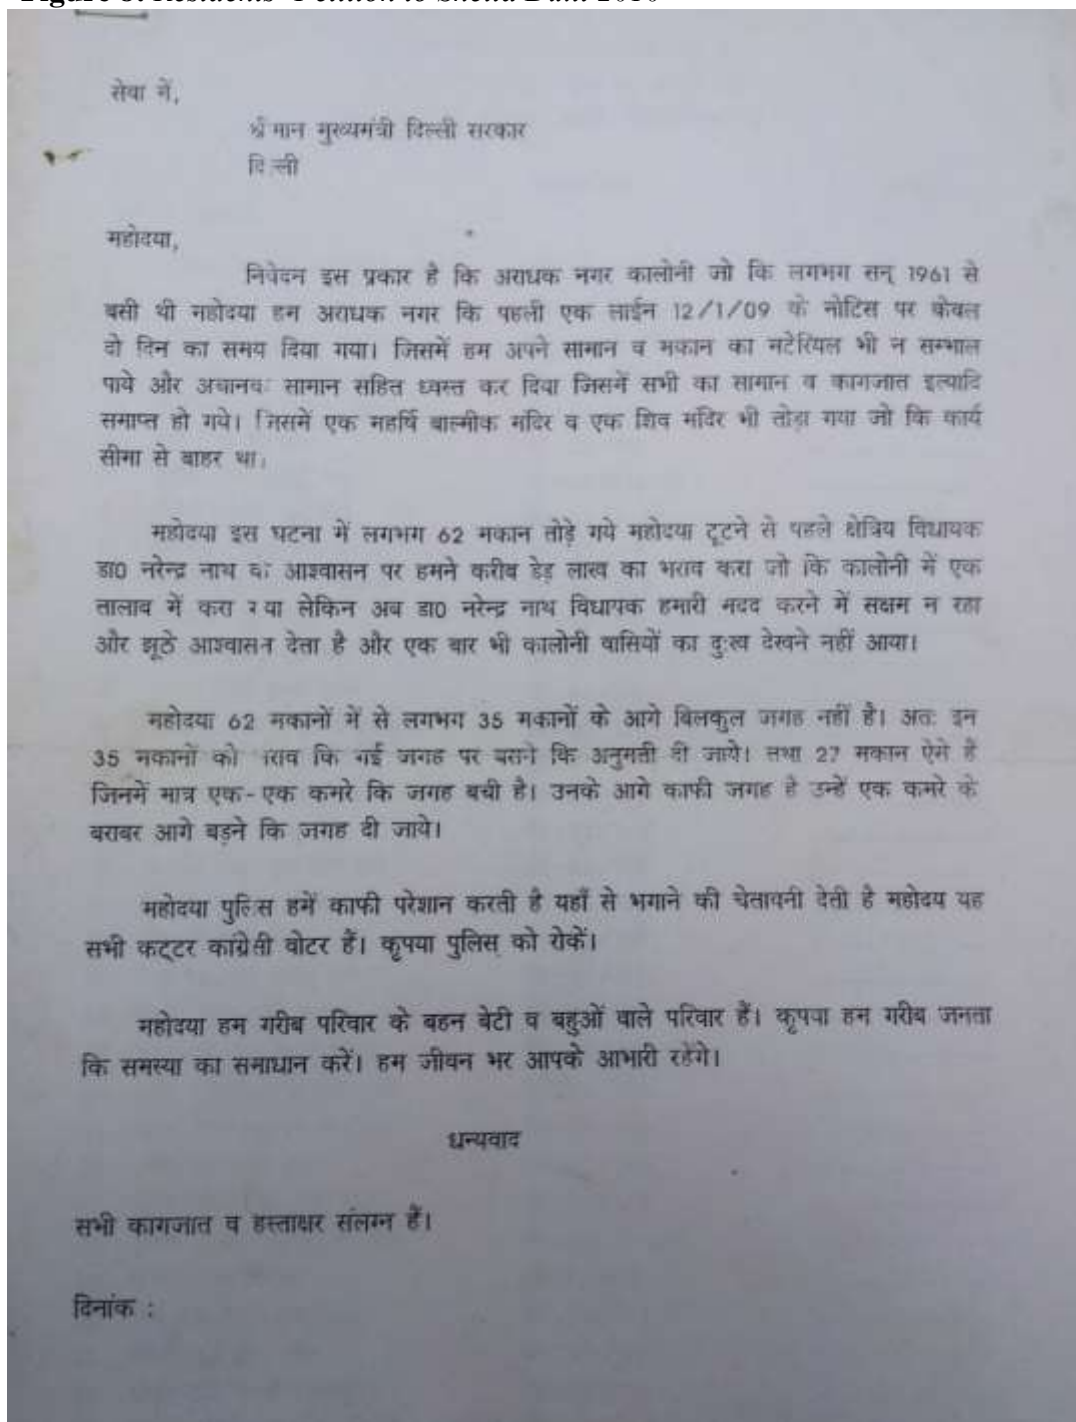 सेवा में,
श्रीमान मुख्यमंत्री दिल्ली सरकार
दिल्ली
महोदया,
निवेदन इस प्रकार है कि अराधक नगर कालोनी जो कि लगभग सन् 1961 से
बसी थी महोदया हम अराधक नगर कि पहली एक लाईन 12/1/09 के नोटिस पर केवल
दो दिन का समय दिया गया। जिसमें हम अपने सामान व मकान का मटेरियल भी न सम्भाल
पाये और अचानक सामान सहित ध्वस्त कर दिया जिसमें सभी का सामान व कागजात इत्यादि
समाप्त हो गये। जिसमें एक महर्षि बाल्मीक मंदिर व एक शिव मंदिर भी तोड़ा गया जो कि कार्य
सीमा से बाहर था।
महोदया इस घटना में लगभग 62 मकान तोड़े गये महोदया टूटने से पहले क्षेत्रिय विधायक
डा0 नरेन्द्र नाथ के आश्वासन पर हमने करीब डेड़ लाख का भराव करा जो कि कालोनी में एक
तालाव में करा गया लेकिन अब डा0 नरेन्द्र नाथ विधायक हमारी मदद करने में सक्षम न रहा
और झूठे आश्वासन देता है और एक बार भी कालोनी वासियों का दुःख देखने नहीं आया।
महोदया 62 मकानों में से लगभग 35 मकानों के आगे बिलकुल जगह नहीं है। अतः इन
35 मकानों को भराव कि गई जगह पर बसने कि अनुमती दी जाये। तथा 27 मकान ऐसे हैं
जिनमें मात्र एक-एक कमरे कि जगह बची है। उनके आगे काफी जगह है उन्हें एक कमरे के
बराबर आगे बड़ने कि जगह दी जाये।
महोदया पुलिस हमें काफी परेशान करती है यहाँ से भगाने की चेतावनी देती है महोदय यह
सभी कट्टर कांग्रेसी वोटर हैं। कृपया पुलिस को रोकें।
महोदया हम गरीब परिवार के बहन बेटी व बहुओं वाले परिवार हैं। कृपया हम गरीब जनता
कि समस्या का समाधान करें। हम जीवन भर आपके आभारी रहेंगे।
धन्यवाद
सभी कागजात व हस्ताक्षर संलग्न हैं।
दिनांक :